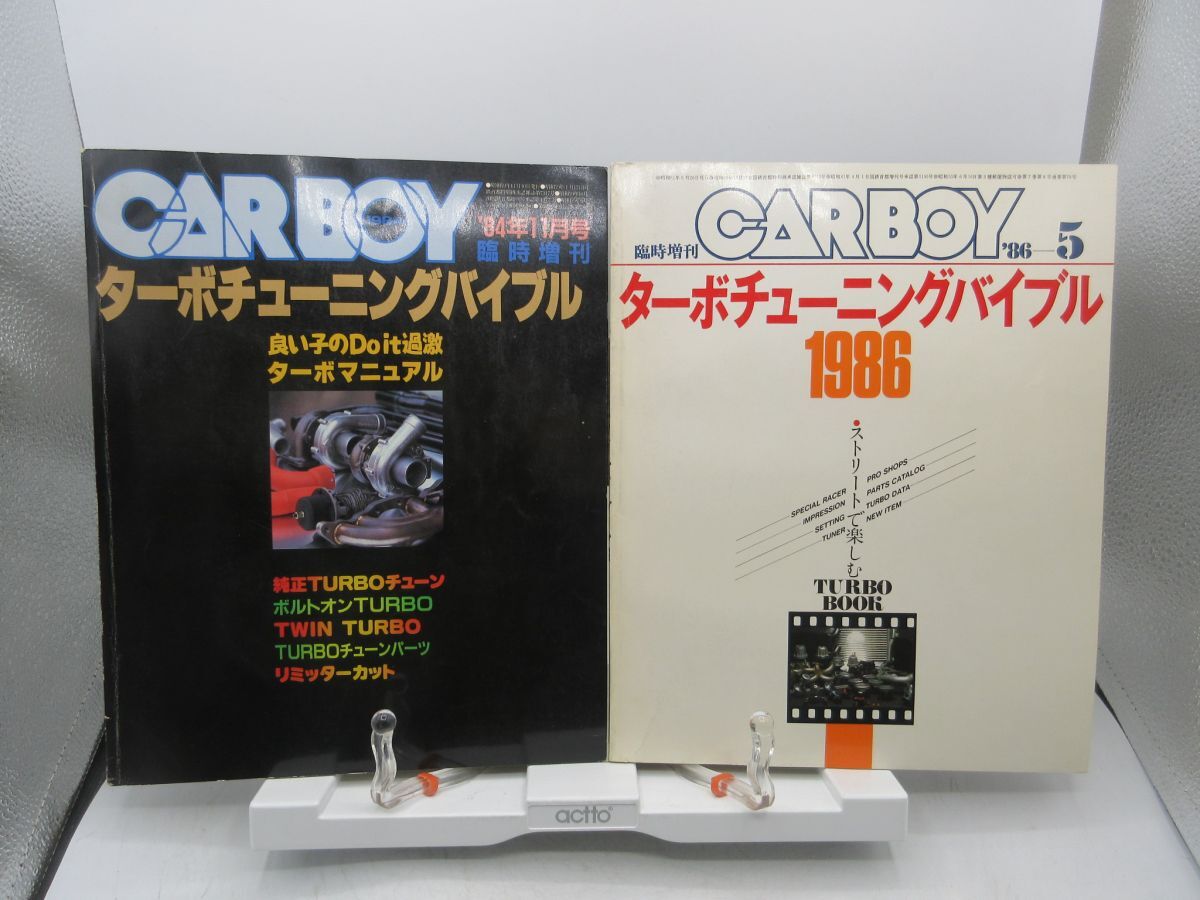 CAR BOY
'84年11月号
臨時増刊
ターボチューニングバイブル
良い子のDo it過激
ターボマニュアル
純正TURBOチューン
ボルトオンTURBO
TWIN TURBO
TURBOチューンパーツ
リミッターカット
臨時増刊
CAR BOY
'86—5
ターボチューニングバイブル
1986
●ストリートで楽しむ
SPECIAL RACER
IMPRESSION
SETTING
TUNER
PRO SHOPS
PARTS CATALOG
TURBO DATA
NEW ITEM
TURBO
BOOK
actto